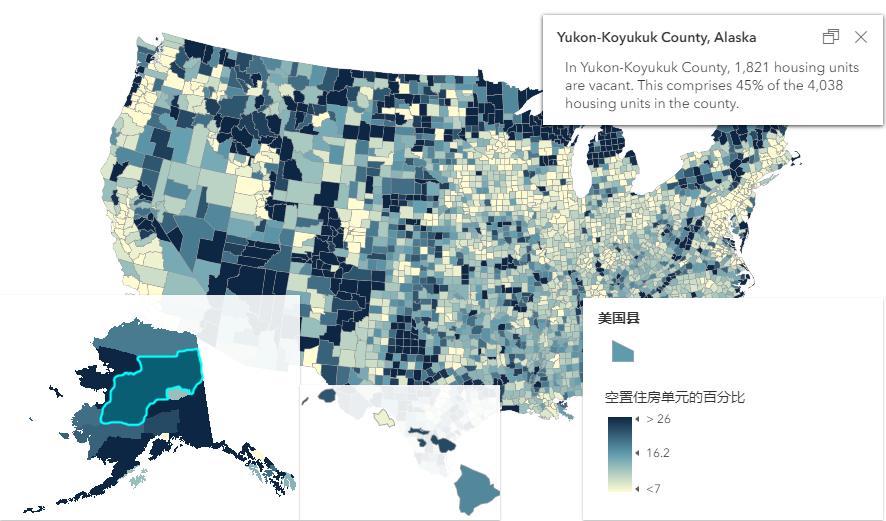 Yukon-Koyukuk County, Alaska
In Yukon-Koyukuk County, 1,821 housing units
are vacant. This comprises 45% of the 4,038
housing units in the county.
美国县
空置住房单元的百分比
> 26
16.2
<7